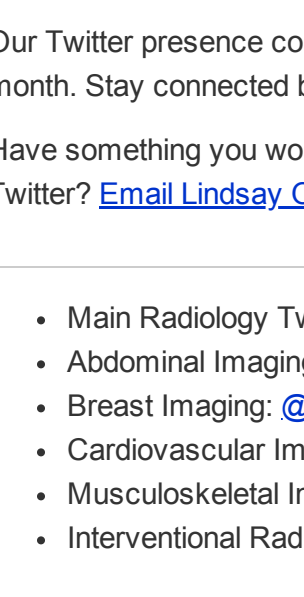 Our Twitter presence co
month. Stay connected b
Have something you wo
Twitter? Email Lindsay
Main Radiology Tw
Abdominal Imaging
Breast Imaging: @
Cardiovascular Im
Musculoskeletal
Interventional Rad